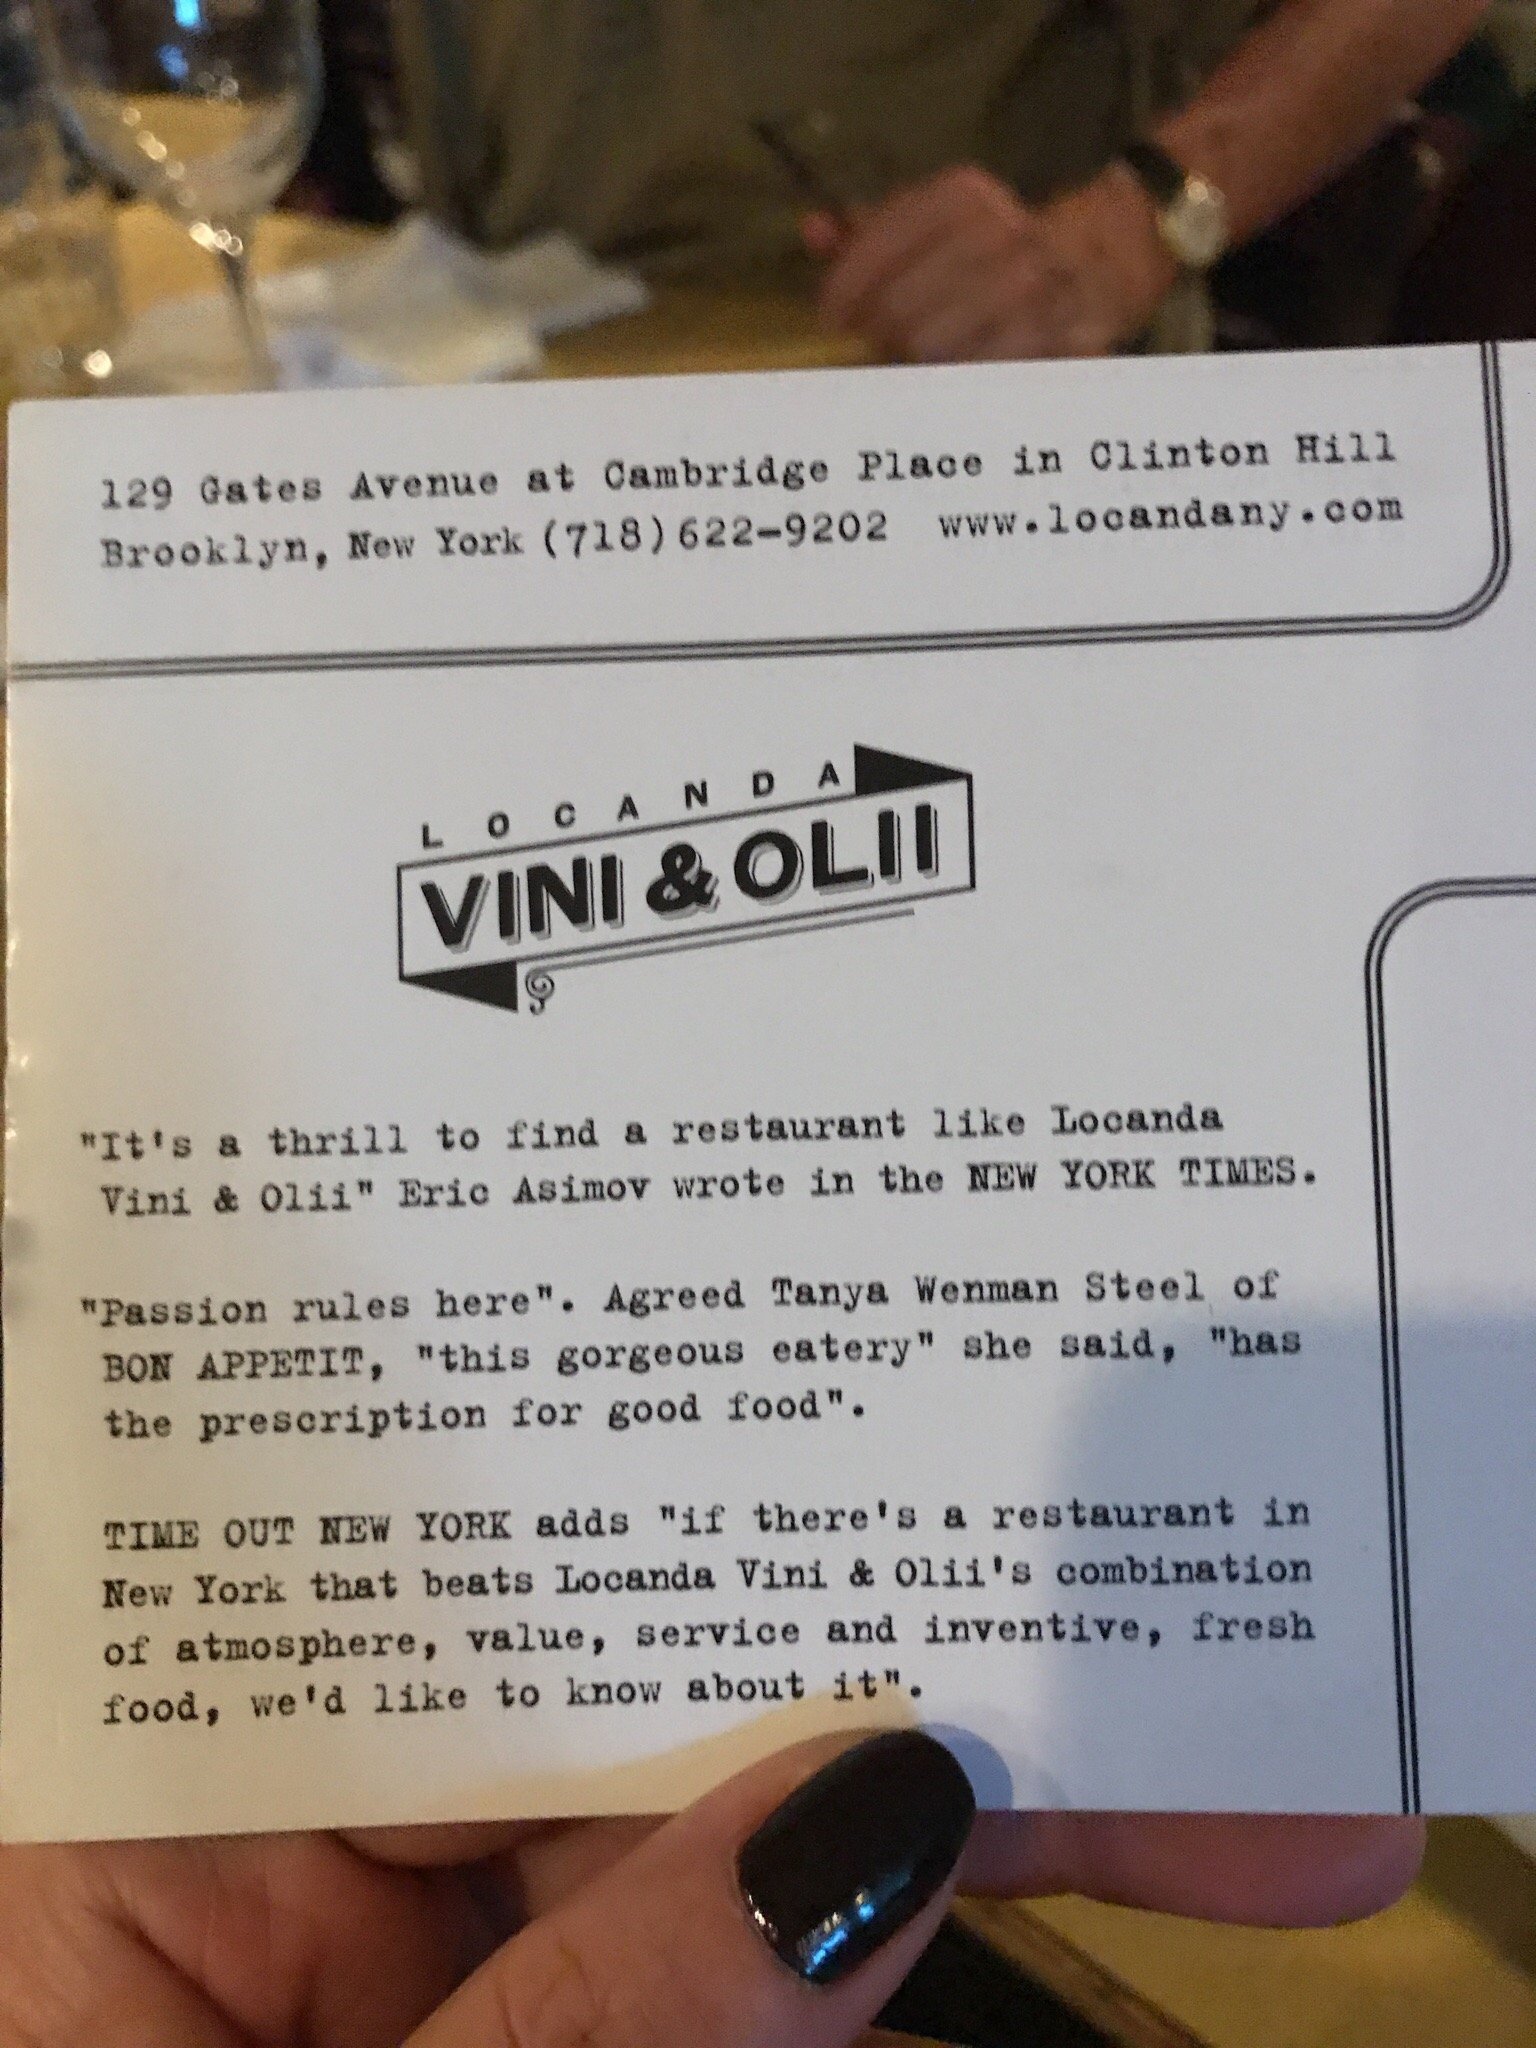 129 Gates Avenue at Cambridge Place in Clinton Hill
Brooklyn, New York (718)622-9202 www.locandany.com
LOCANDA
VINI & OLII
"It's a thrill to find a restaurant like Locanda
Vini & Olii" Eric Asimov wrote in the NEW YORK TIMES.
"Passion rules here". Agreed Tanya Wenman Steel of
BON APPETIT, "this gorgeous eatery" she said, "has
the prescription for good food".
TIME OUT NEW YORK adds "if there's a restaurant in
New York that beats Locanda Vini & Olii's combination
of atmosphere, value, service and inventive, fresh
food, we'd like to know about it".